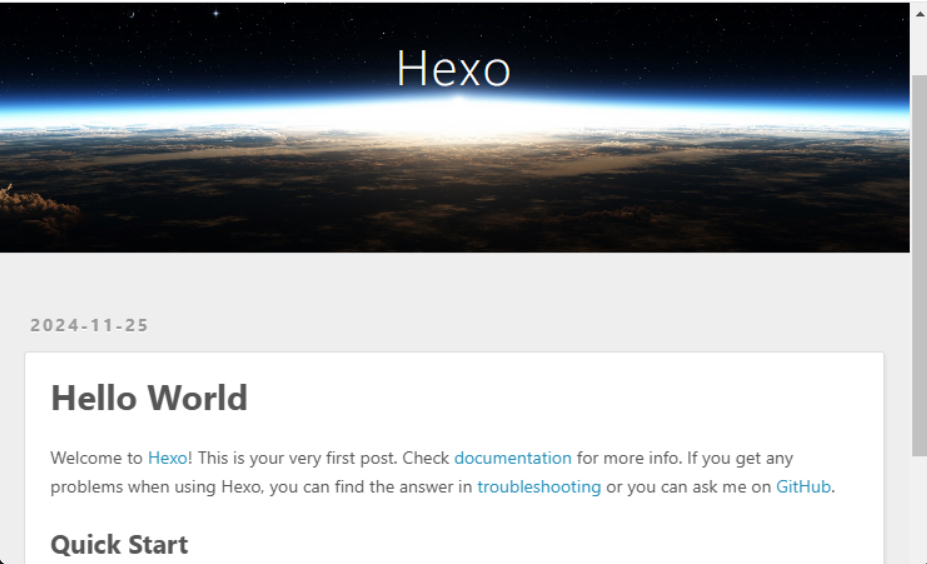 Hexo
2024-11-25
Hello World
Welcome to Hexo! This is your very first post. Check documentation for more info. If you get any
problems when using Hexo, you can find the answer in troubleshooting or you can ask me on GitHub.
Quick Start